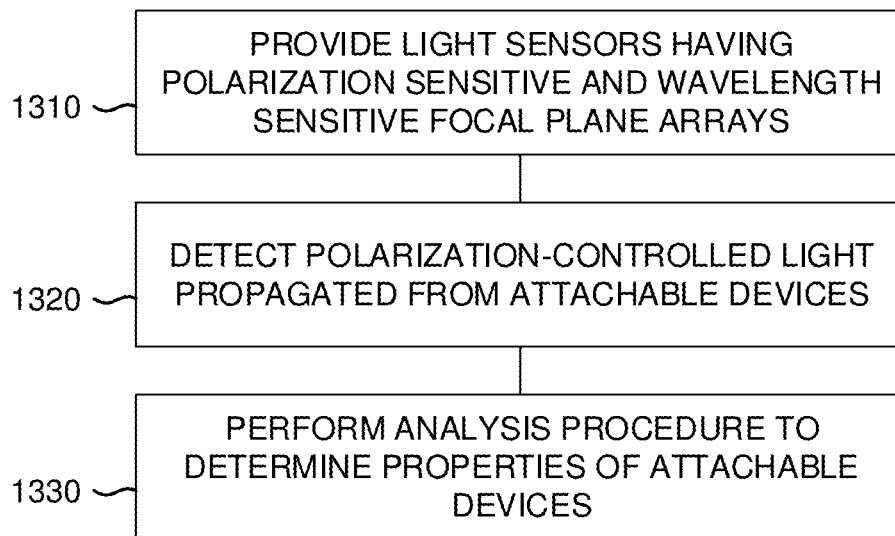 PROVIDE LIGHT SENSORS HAVING
POLARIZATION SENSITIVE AND WAVELENGTH
SENSITIVE FOCAL PLANE ARRAYS
1310
DETECT POLARIZATION-CONTROLLED LIGHT
PROPAGATED FROM ATTACHABLE DEVICES
1320
PERFORM ANALYSIS PROCEDURE TO
DETERMINE PROPERTIES OF ATTACHABLE
DEVICES
1330